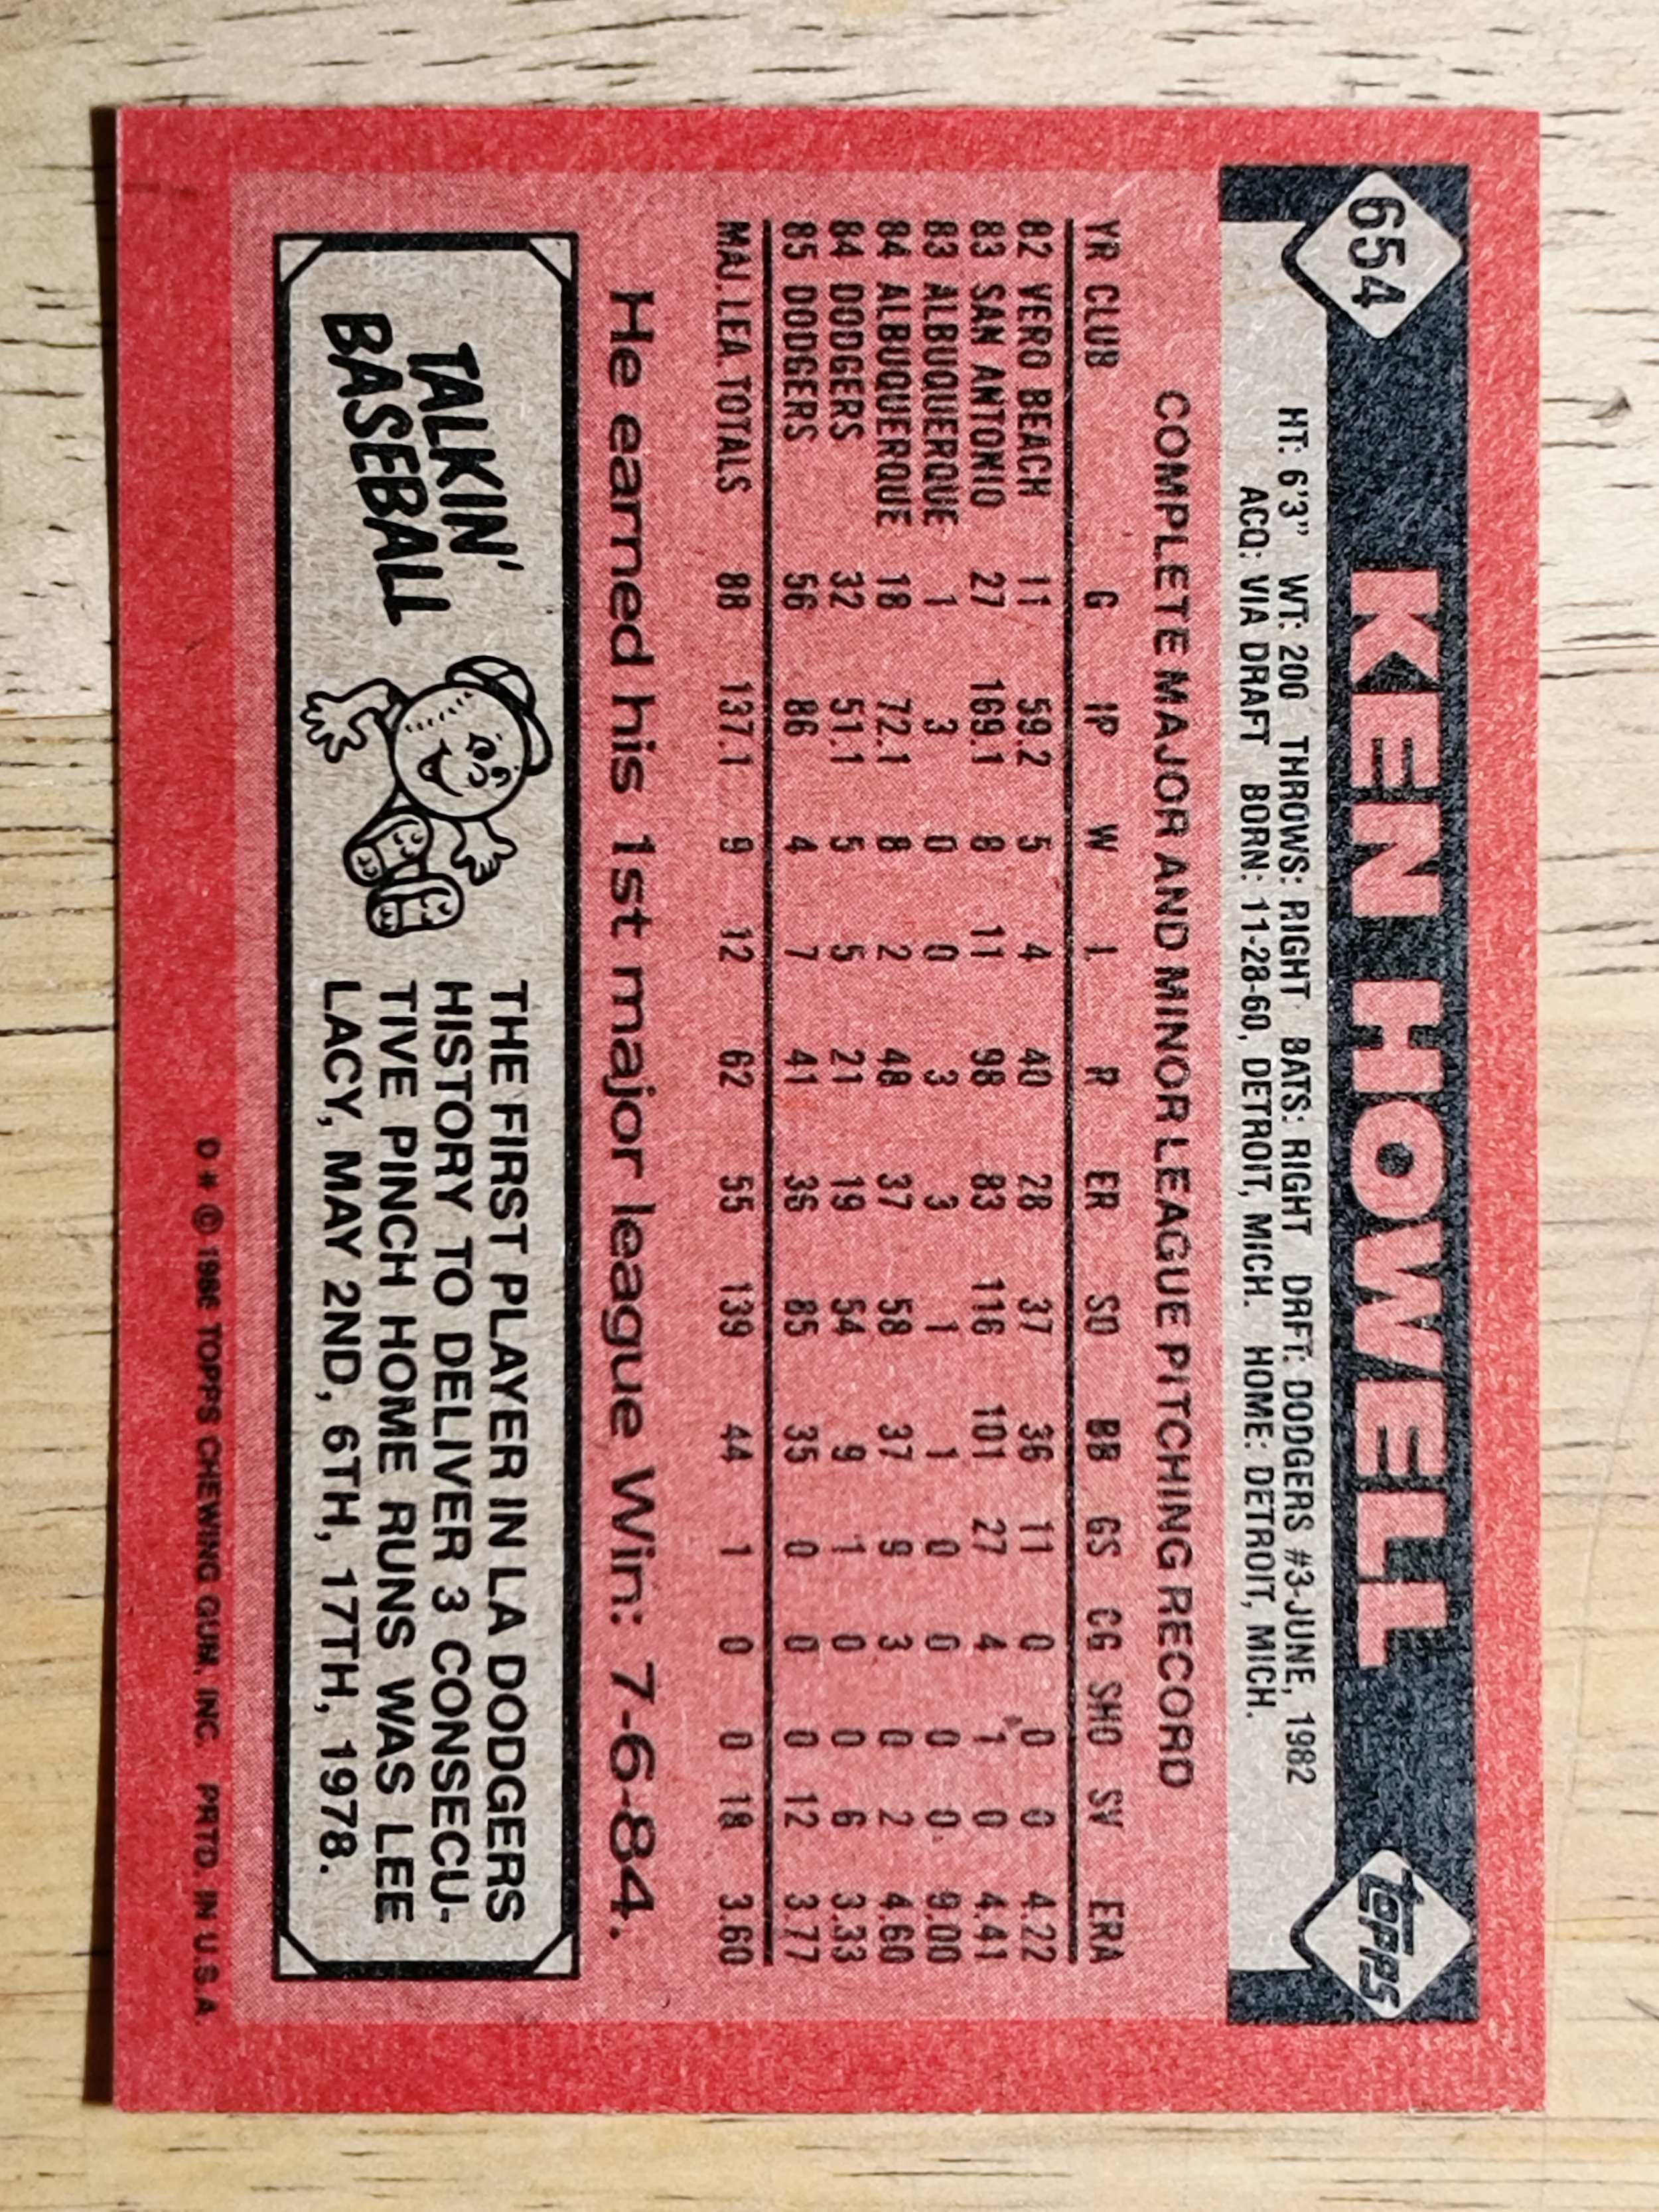 654 KEN HOWELL topps
HT: 6'3" WT: 200 THROWS: RIGHT BATS: RIGHT DRFT: DODGERS #3-JUNE, 1982
ACQ: VIA DRAFT BORN: 11-28-60, DETROIT, MICH. HOME: DETROIT, MICH.
COMPLETE MAJOR AND MINOR LEAGUE PITCHING RECORD
YR CLUB G IP W L R ER SO BB GS CG SHO SV ERA
82 VERO BEACH 11 59.2 5 4 40 28 37 36 11 0 0 0 4.22
83 SAN ANTONIO 27 169.1 8 11 98 83 116 101 27 4 1 0 4.41
83 ALBUQUERQUE 1 3 0 0 3 3 1 1 0 0 0 0 9.00
84 ALBUQUERQUE 18 72.1 8 2 48 37 58 37 9 3 0 2 4.60
84 DODGERS 32 51.1 5 5 21 19 54 9 1 0 0 6 3.33
85 DODGERS 56 86 4 7 41 36 85 35 0 0 0 12 3.77
MAJ. LEA. TOTALS 88 137.1 9 12 62 55 139 44 1 0 0 18 3.60
He earned his 1st major league Win: 7-6-84.
TALKIN'
BASEBALL
THE FIRST PLAYER IN LA DODGERS
HISTORY TO DELIVER 3 CONSECU-
TIVE PINCH HOME RUNS WAS LEE
LACY, MAY 2ND, 6TH, 17TH, 1978.
D* © 1986 TOPPS CHEWING GUM, INC. PRTD. IN U.S.A.